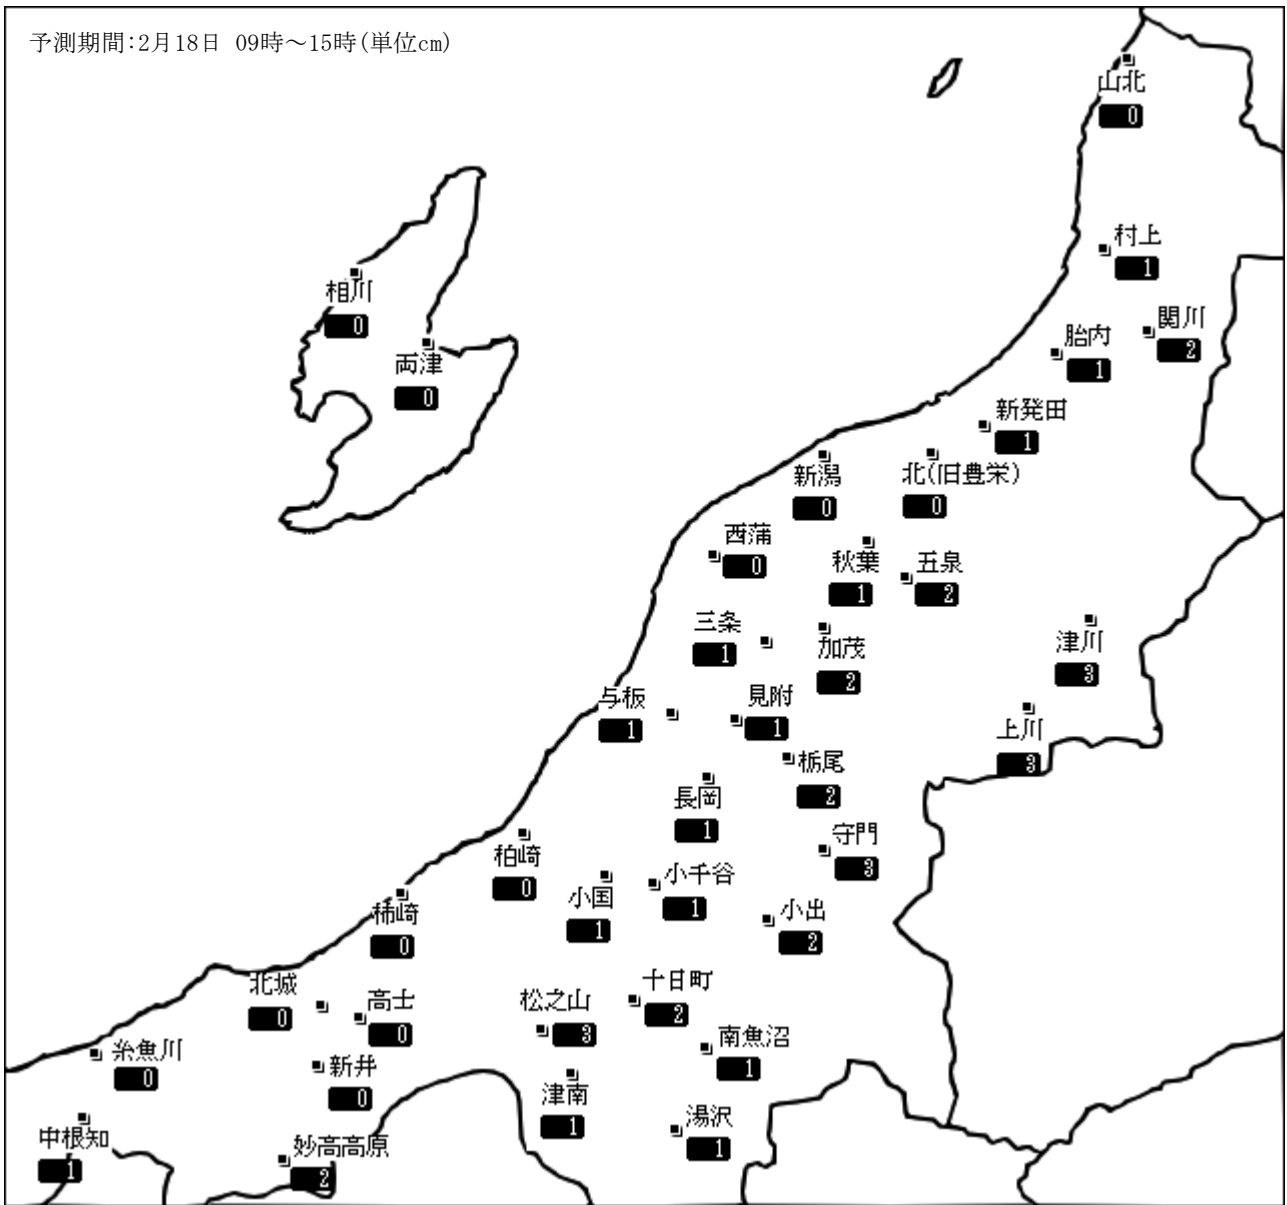 予測期間:2月18日 09時～15時(単位cm)
山北
0
村上
1
相川
0
関川
2
胎内
1
両津
0
新発田
1
新潟
0
北(旧豊栄)
0
西蒲
0
秋葉
1
五泉
2
三条
1
加茂
2
津川
3
与板
1
見附
1
上川
3
栃尾
2
長岡
1
守門
3
柏崎
0
小千谷
1
小国
1
柿崎
0
小出
2
北城
0
高士
0
松之山
3
十日町
2
南魚沼
1
糸魚川
0
新井
0
津南
1
湯沢
1
中根知
1
妙高高原
2